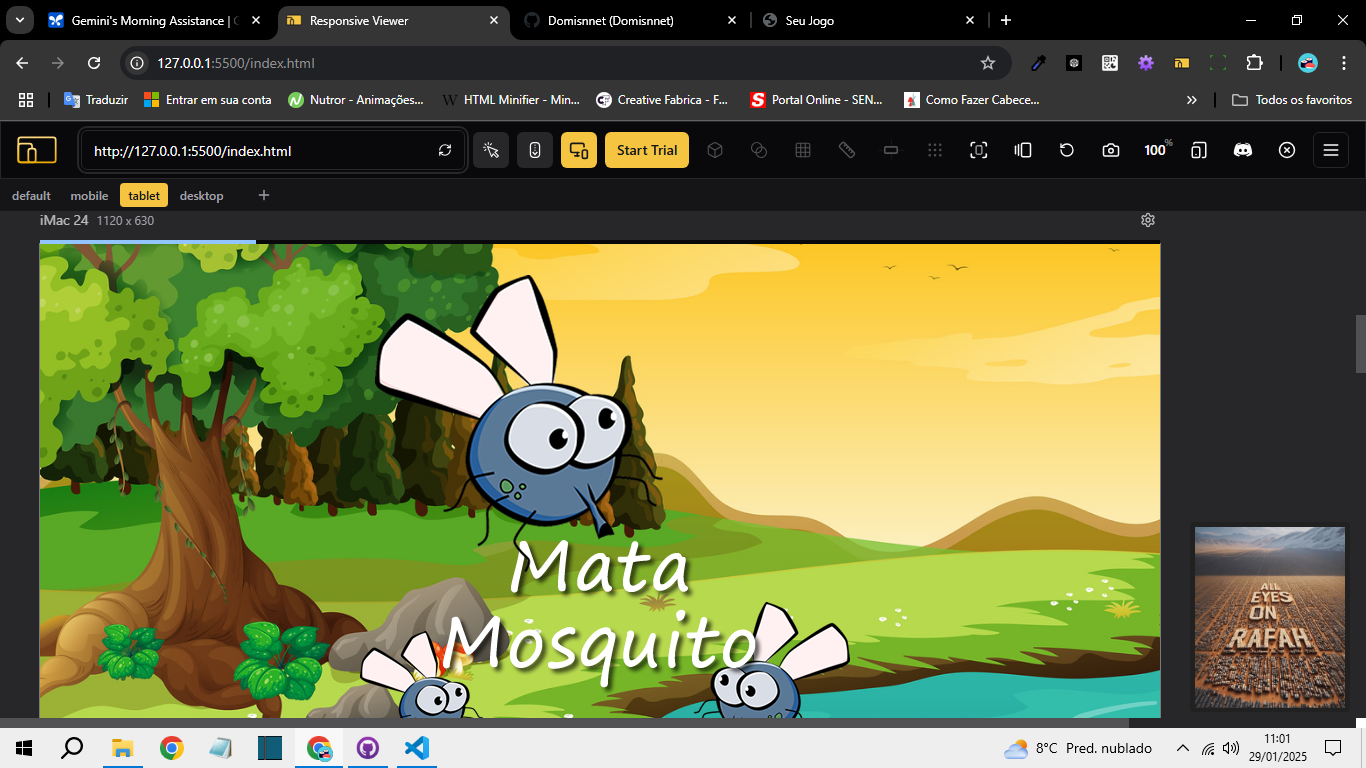 Gemini's Morning Assistance |
Responsive Viewer
Domisnnet (Domisnnet)
Seu Jogo
127.0.0.1:5500/index.html
Traduzir
Entrar em sua conta
Nutror - Animações...
HTML Minifier - Min...
Creative Fabrica - F...
Portal Online - SEN...
Como Fazer Cabece...
Todos os favoritos
http://127.0.0.1:5500/index.html
Start Trial
100%
default
mobile
tablet
desktop
iMac 24 1120 x 630
Mata
Mosquito
ALL
EYES
ON
RAFAH
8°C Pred. nublado
11:01
29/01/2025